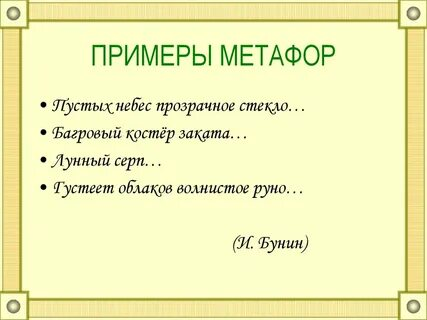 ПРИМЕРЫ МЕТАФОР
• Пустых небес прозрачное стекло…
• Багровый костёр заката…
• Лунный серп…
• Густеет облаков волнистое руно…
(И. Бунин)